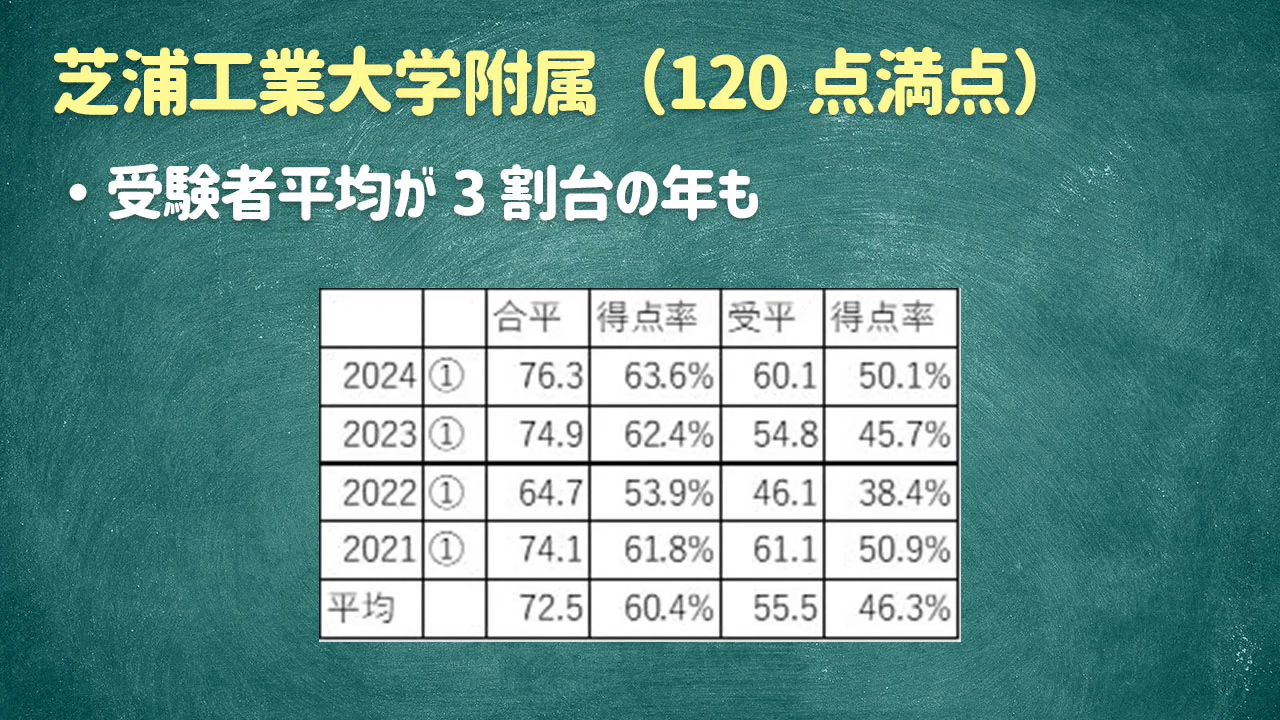 芝浦工業大学附属（120 点満点）
・受験者平均が 3 割台の年も
合平 得点率 受平 得点率
2024 ① 76.3 63.6% 60.1 50.1%
2023 ① 74.9 62.4% 54.8 45.7%
2022 ① 64.7 53.9% 46.1 38.4%
2021 ① 74.1 61.8% 61.1 50.9%
平均 72.5 60.4% 55.5 46.3%